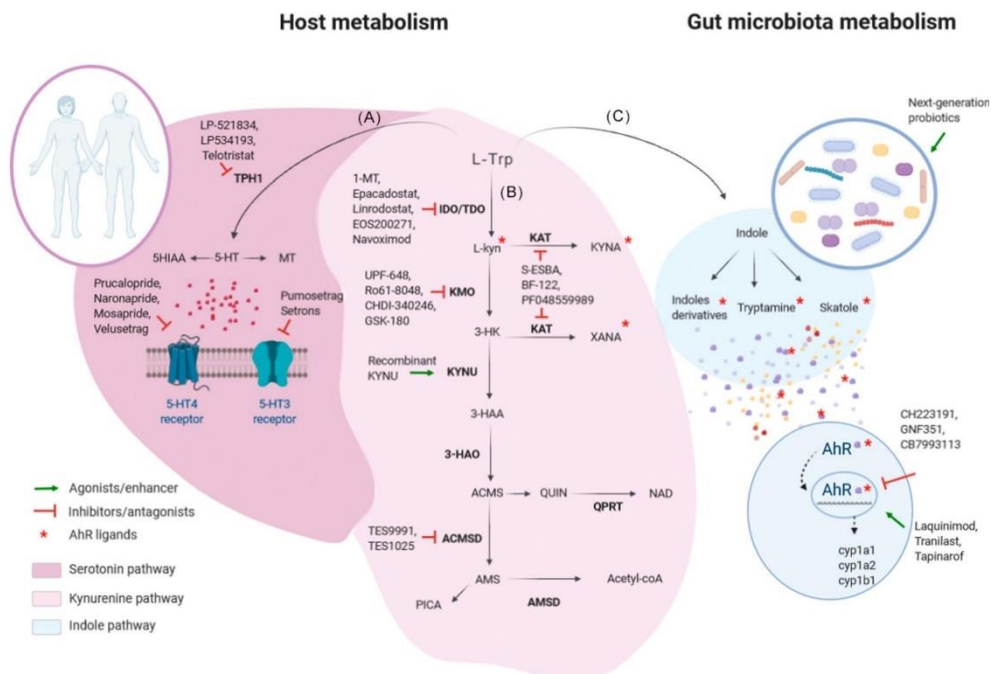 Host metabolism
Gut microbiota metabolism
(A)
(C)
Next-generation
probiotics
LP-521834,
LP534193,
Telotristat
TPH1
L-Trp
(B)
1-MT,
Epacadostat,
Linrodostat,
EOS200271,
Navoximod
IDO/TDO
L-kyn*
KAT
KYNA *
S-ESBA,
BF-122,
PF048559989
KAT
5HIAA
5-HT
MT
Prucalopride,
Naronapride,
Mosapride,
Velusetrag
Pumosetrag
Setrons
5-HT4
receptor
5-HT3
receptor
UPF-648,
Ro61-8048,
CHDI-340246,
GSK-180
KMO
3-HK
XANA *
Recombinant
KYNU
KYNU
3-HAA
3-HAO
ACMS
QUIN
QPRT
NAD
TES9991,
TES1025
ACMSD
AMS
AMSD
Acetyl-coA
PICA
Indole
Indoles
derivatives *
Tryptamine *
Skatole *
CH223191,
GNF351,
CB7993113
AhR *
AhR *
Laquinimod,
Tranilast,
Tapinarof
cyp1a1
cyp1a2
cyp1b1
Agonists/enhancer
Inhibitors/antagonists
* AhR ligands
Serotonin pathway
Kynurenine pathway
Indole pathway